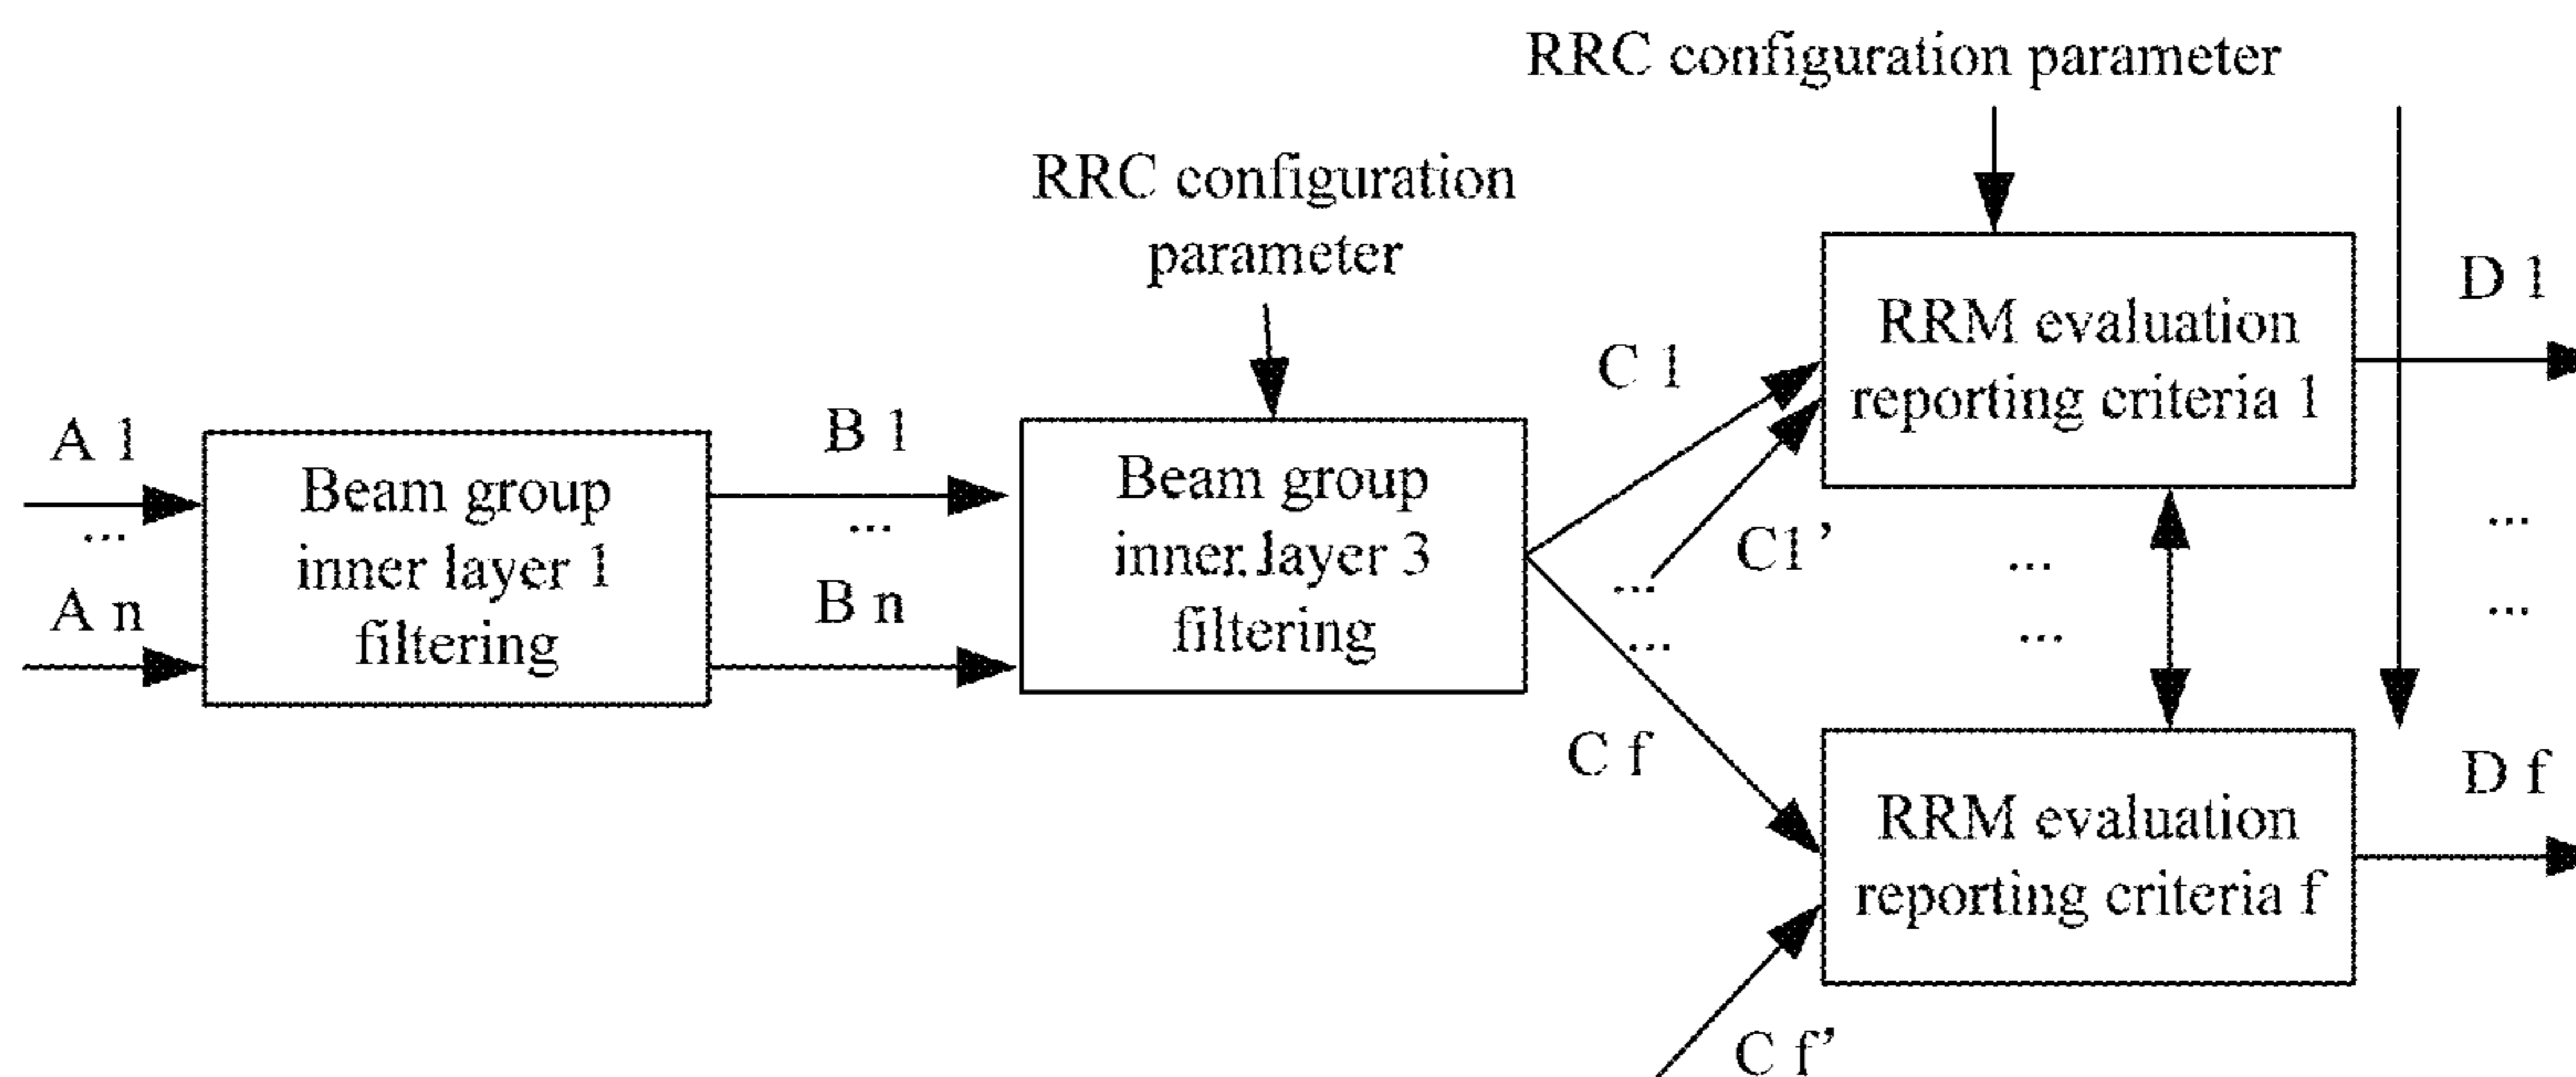 RRC configuration parameter
RRC configuration
parameter
A 1
...
A n
Beam group
inner layer 1
filtering
B 1
...
B n
Beam group
inner layer 3
filtering
C 1
C1’
...
...
C f
C f’
RRM evaluation
reporting criteria 1
...
...
RRM evaluation
reporting criteria f
D 1
...
...
D f